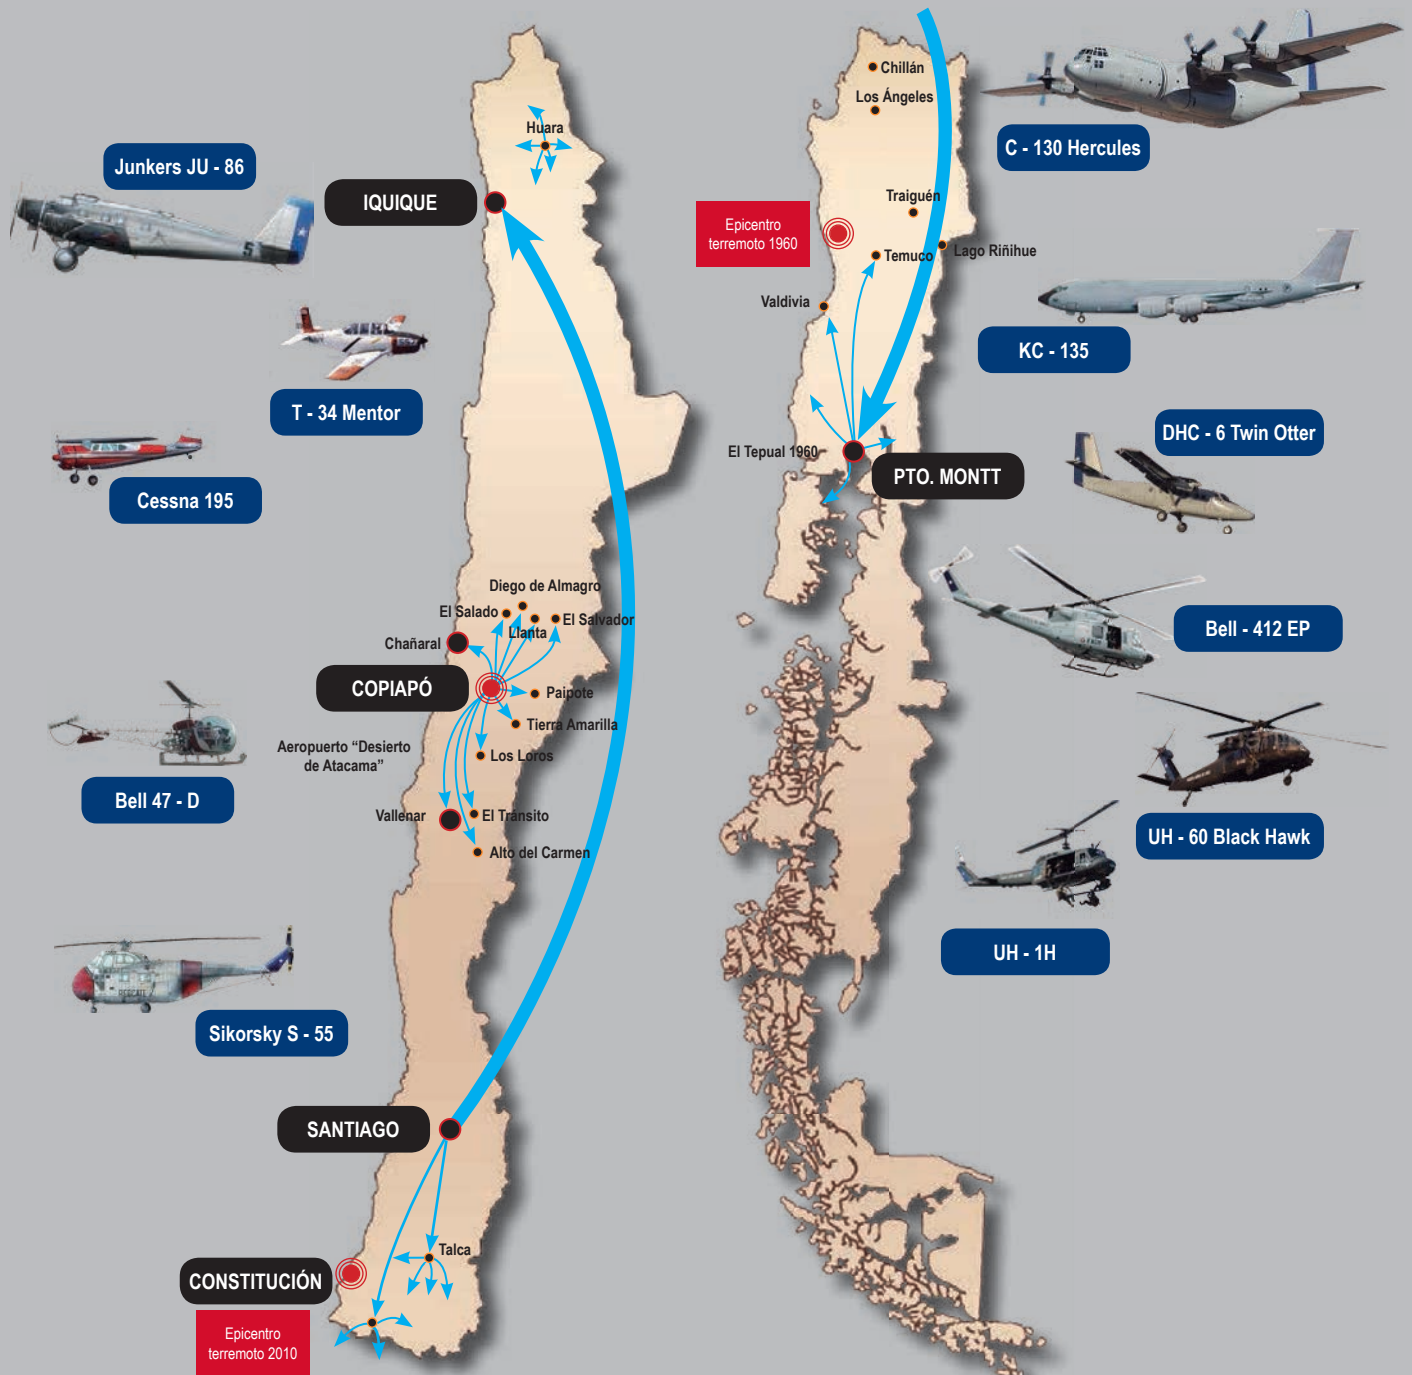 Chillán
Los Ángeles
Huara
C - 130 Hercules
Junkers JU - 86
IQUIQUE
Traiguén
Epicentro
terremoto 1960
Lago Riñihue
Temuco
Valdivia
KC - 135
T - 34 Mentor
DHC - 6 Twin Otter
El Tepual 1960
PTO. MONTT
Cessna 195
Diego de Almagro
El Salado
El Salvador
Llanta
Bell - 412 EP
Chañaral
COPIAPÓ
Paipote
Tierra Amarilla
Aeropuerto “Desierto
de Atacama”
Los Loros
Bell 47 - D
Vallenar
El Tránsito
UH - 60 Black Hawk
Alto del Carmen
UH - 1H
RESCATE
Sikorsky S - 55
SANTIAGO
Talca
CONSTITUCIÓN
Epicentro
terremoto 2010